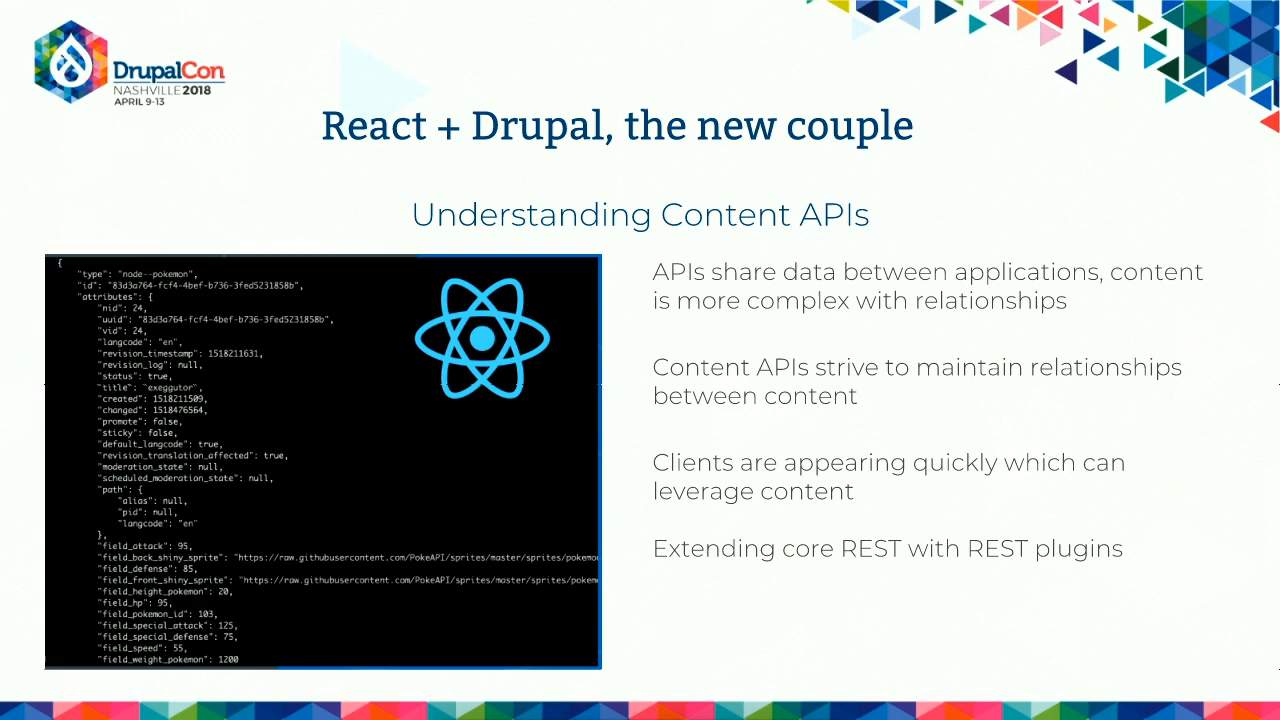 DrupalCon
NASHVILLE 2018
APRIL 9-13
React + Drupal, the new couple
Understanding Content APIs
{
"type": "node--pokemon",
"id": "83d3a764-fcf4-4bef-b736-3fed5231858b",
"attributes": {
"nid": 24,
"uuid": "83d3a764-fcf4-4bef-b736-3fed5231858b",
"vid": 24,
"langcode": "en",
"revision_timestamp": 1518211631,
"revision_log": null,
"status": true,
"title": "exeggutor",
"created": 1518211509,
"changed": 1518476564,
"promote": false,
"sticky": false,
"default_langcode": true,
"revision_translation_affected": true,
"moderation_state": null,
"scheduled_moderation_state": null,
"path": {
"alias": null,
"pid": null,
"langcode": "en"
},
"field_attack": 95,
"field_back_shiny_sprite": "https://raw.githubusercontent.com/PokeAPI/sprites/master/sprites/pokemo
"field_defense": 85,
"field_front_shiny_sprite": "https://raw.githubusercontent.com/PokeAPI/sprites/master/sprites/pokem
"field_height_pokemon": 20,
"field_hp": 95,
"field_pokemon_id": 103,
"field_special_attack": 125,
"field_special_defense": 75,
"field_speed": 55,
"field_weight_pokemon": 1200
APIs share data between applications, content
is more complex with relationships
Content APIs strive to maintain relationships
between content
Clients are appearing quickly which can
leverage content
Extending core REST with REST plugins